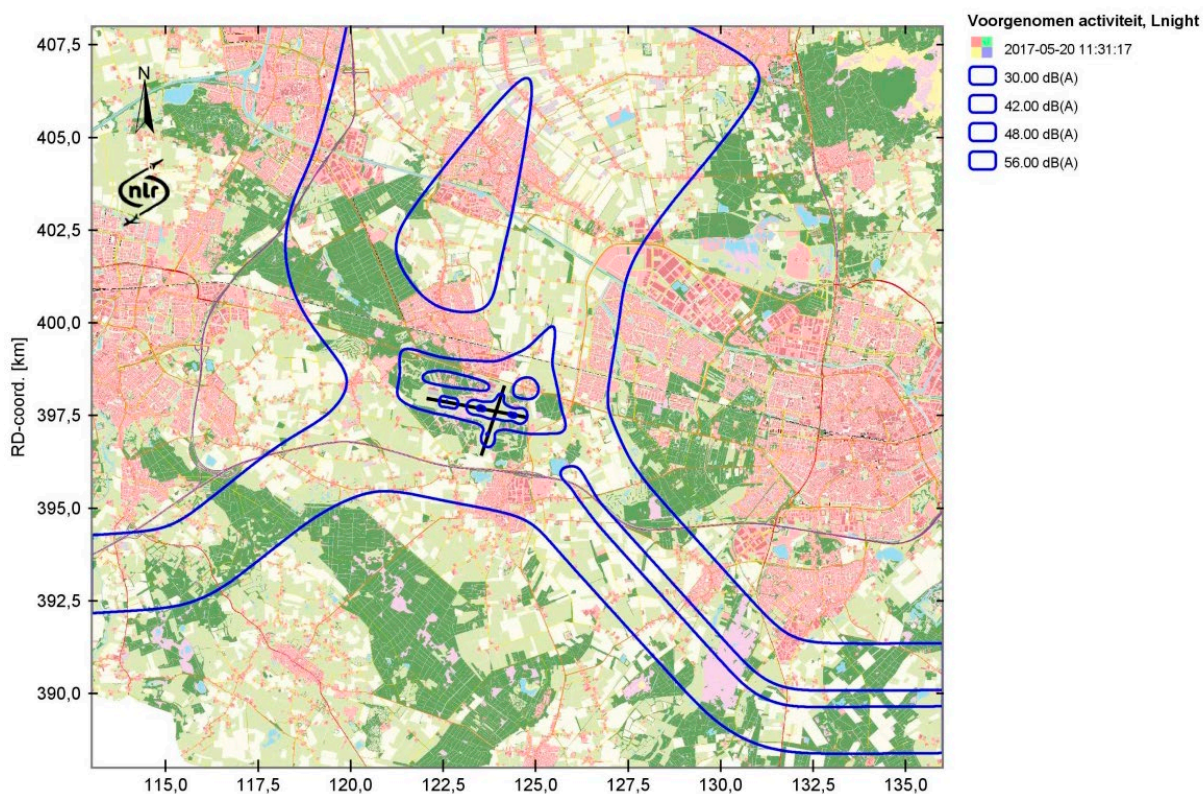 Voorgenomen activiteit, Lnight
2017-05-20 11:31:17
30.00 dB(A)
42.00 dB(A)
48.00 dB(A)
56.00 dB(A)
N
nlr
RD-coord. [km]
407,5
405,0
402,5
400,0
397,5
395,0
392,5
390,0
115,0 117,5 120,0 122,5 125,0 127,5 130,0 132,5 135,0